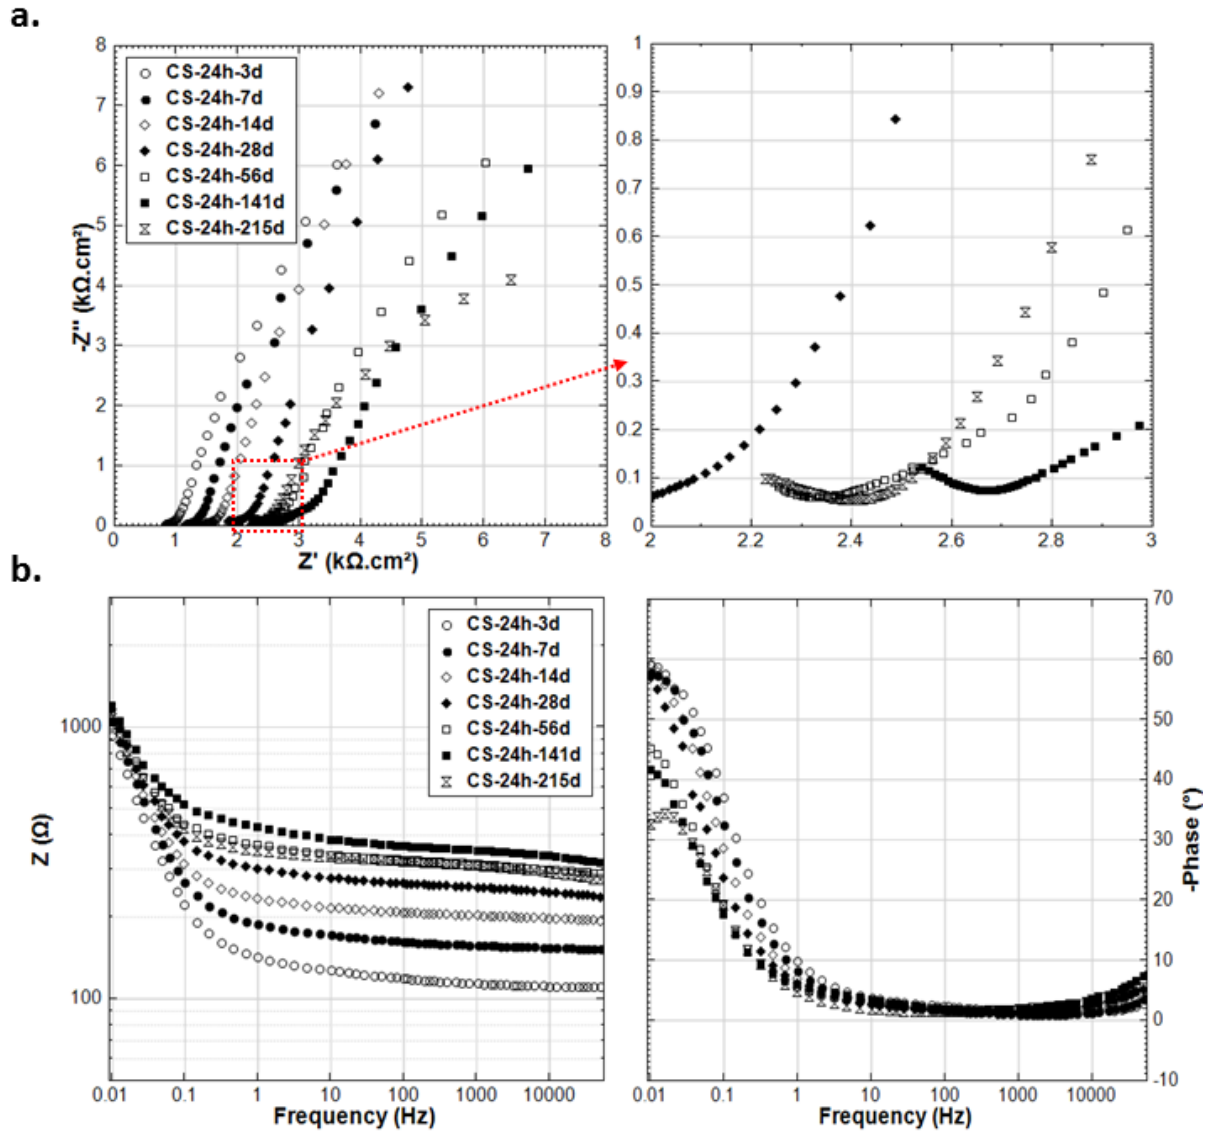 a.
8
7
6
5
4
3
2
1
0
-Z'' (kΩ.cm²)
CS-24h-3d
CS-24h-7d
CS-24h-14d
CS-24h-28d
CS-24h-56d
CS-24h-141d
CS-24h-215d
0 1 2 3 4 5 6 7 8
Z' (kΩ.cm²)
1
0.9
0.8
0.7
0.6
0.5
0.4
0.3
0.2
0.1
0
2 2.2 2.4 2.6 2.8 3
b.
1000
100
Z (Ω)
CS-24h-3d
CS-24h-7d
CS-24h-14d
CS-24h-28d
CS-24h-56d
CS-24h-141d
CS-24h-215d
0.01 0.1 1 10 100 1000 10000
Frequency (Hz)
70
60
50
40
30
20
10
0
-10
-Phase (°)
0.01 0.1 1 10 100 1000 10000
Frequency (Hz)